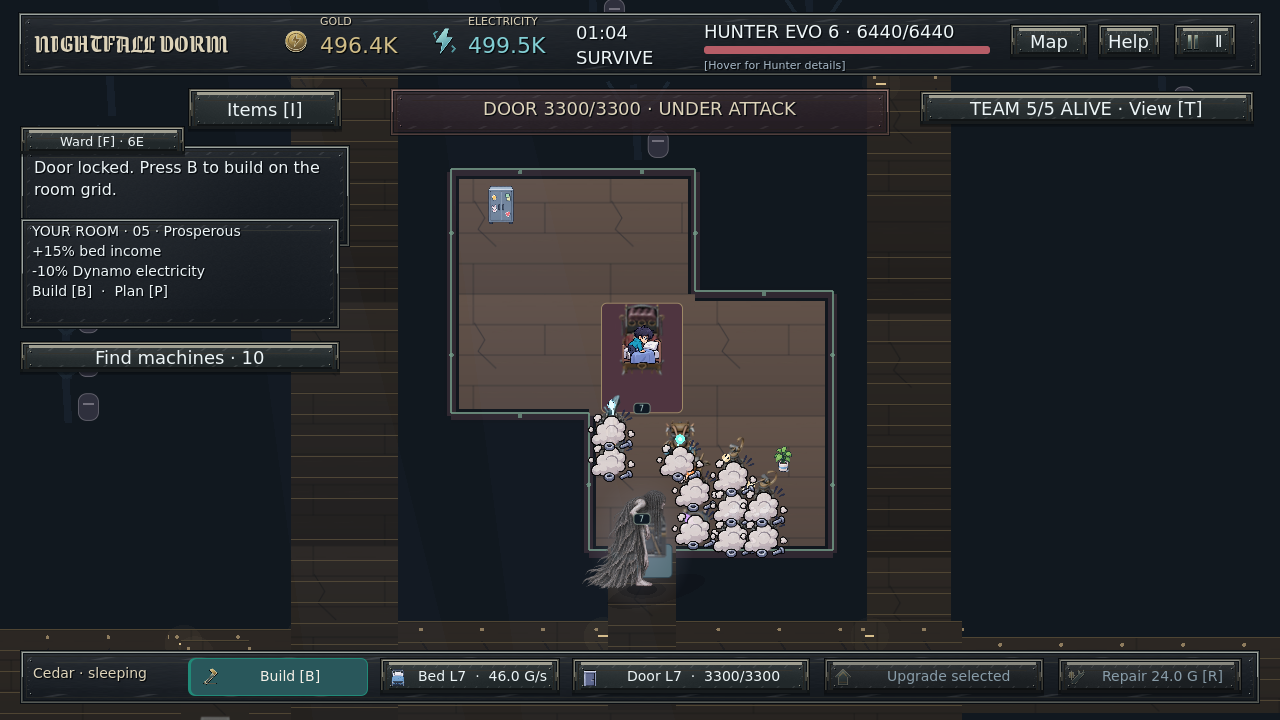 NIGHTFALL DORM
GOLD
496.4K
ELECTRICITY
499.5K
01:04
SURVIVE
HUNTER EVO 6 · 6440/6440
[Hover for Hunter details]
Map
Help
Items [I]
DOOR 3300/3300 · UNDER ATTACK
TEAM 5/5 ALIVE · View [T]
Ward [F] · 6E
Door locked. Press B to build on the
room grid.
YOUR ROOM · 05 · Prosperous
+15% bed income
-10% Dynamo electricity
Build [B] · Plan [P]
Find machines · 10
7
7
Cedar · sleeping
Build [B]
Bed L7 · 46.0 G/s
Door L7 · 3300/3300
Upgrade selected
Repair 24.0 G [R]